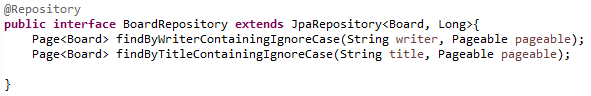 @Repository
public interface BoardRepository extends JpaRepository<Board, Long>{
    Page<Board> findByWriterContainingIgnoreCase(String writer, Pageable pageable);
    Page<Board> findByTitleContainingIgnoreCase(String title, Pageable pageable);
}